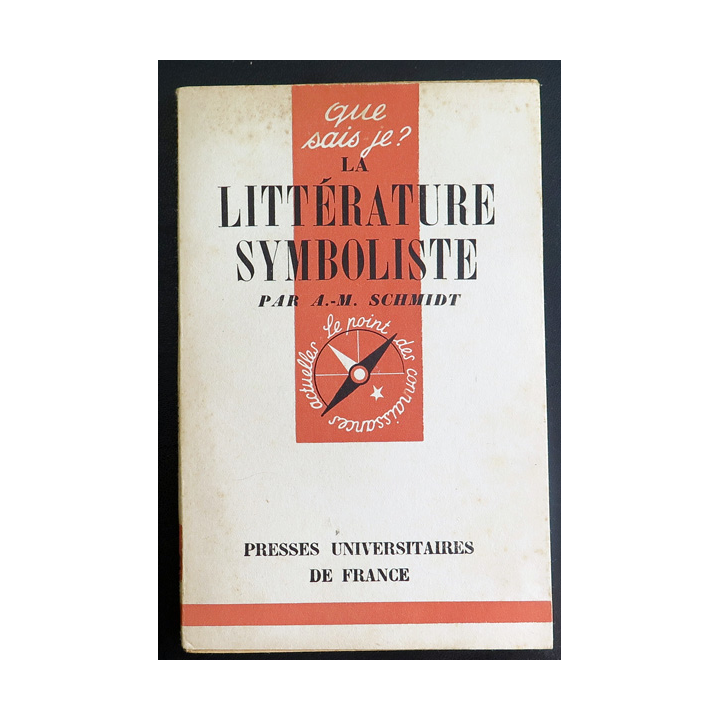 que
sais-je?
LA
LITTÉRATURE
SYMBOLISTE
PAR A.-M. SCHMIDT
Le point des connaissances actuelles
PRESSES UNIVERSITAIRES
DE FRANCE